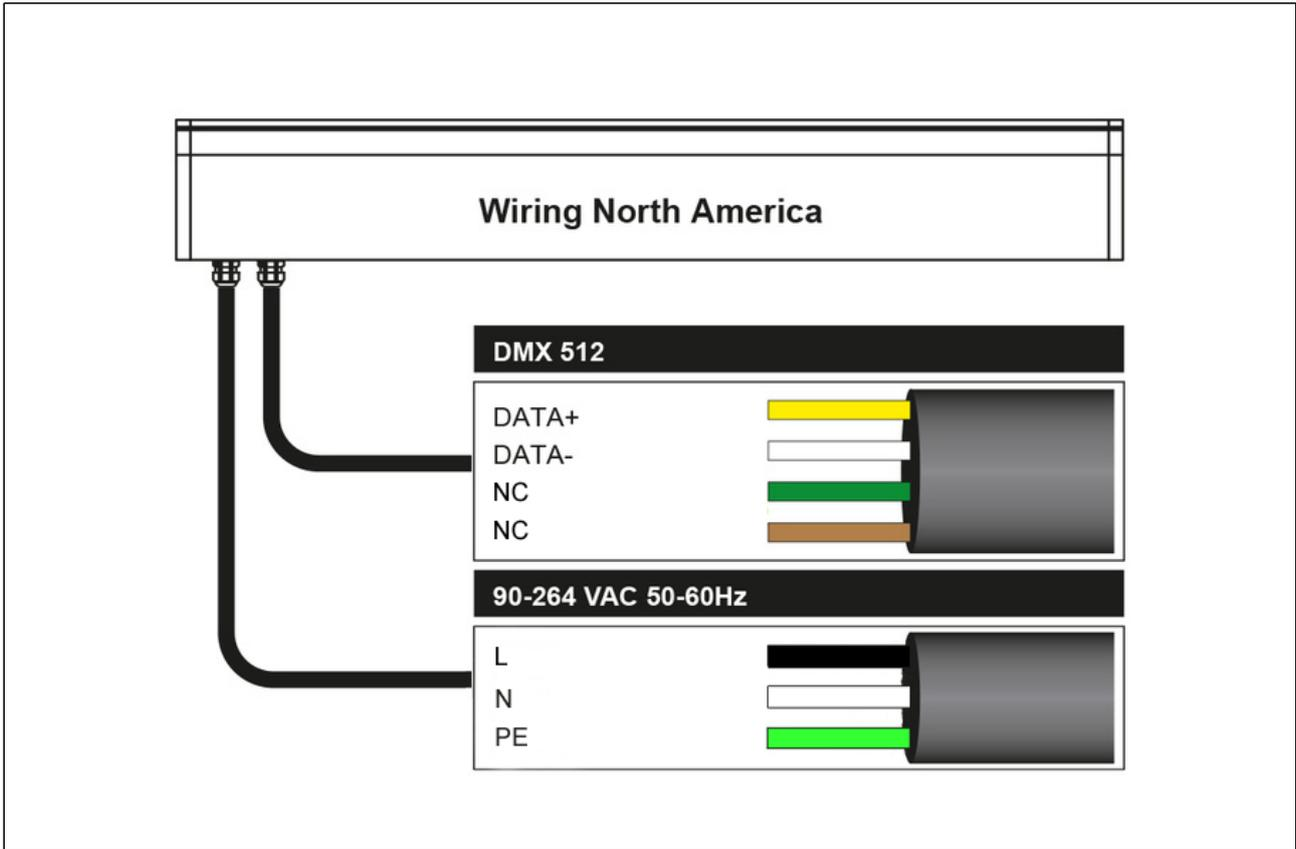 Wiring North America
DMX 512
DATA+
DATA-
NC
NC
90-264 VAC 50-60Hz
L
N
PE